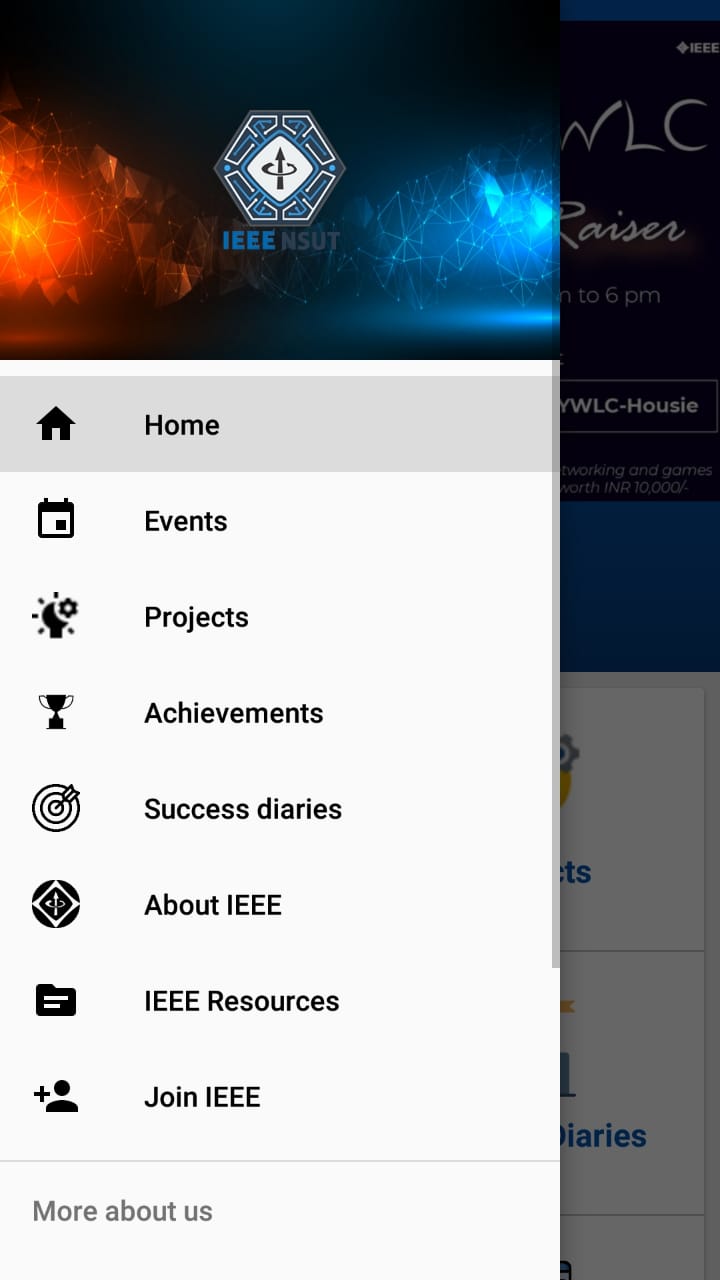 IEEE NSUT
Home
Events
Projects
Achievements
Success diaries
About IEEE
IEEE Resources
Join IEEE
More about us
IEEE
WLC
Raiser
to 6 pm
YWLC-Housie
tworking and games
worth INR 10,000/-
cts
Diaries